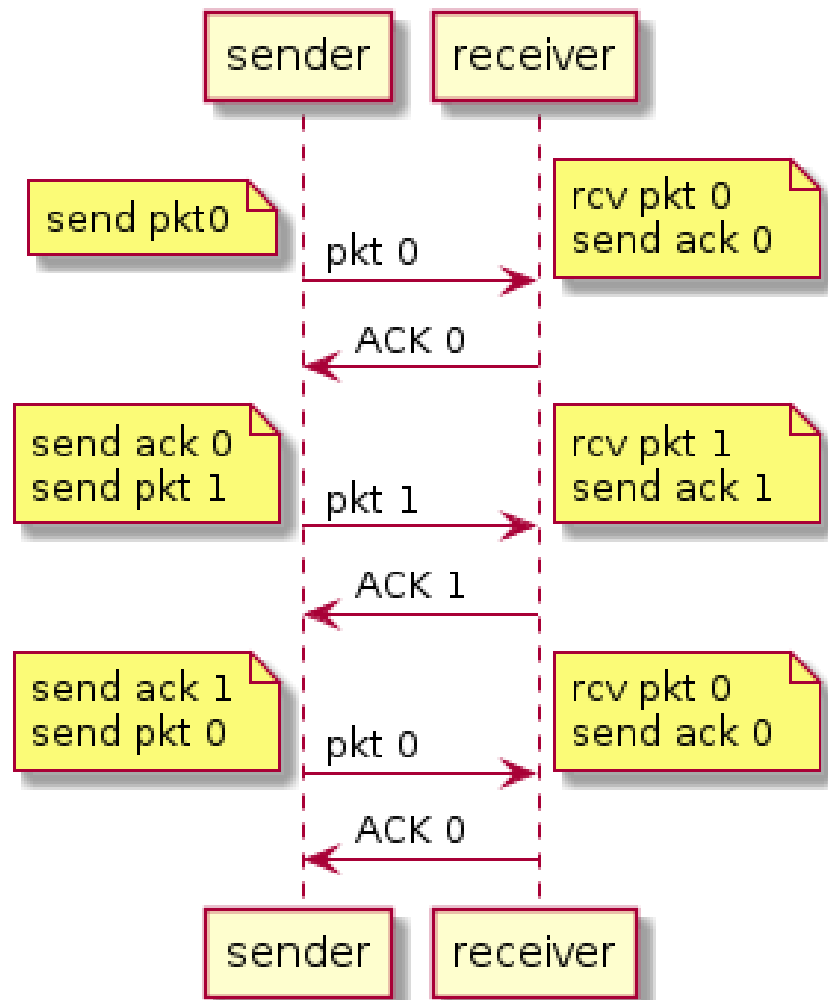 sender
receiver
send pkt0
rcv pkt 0
send ack 0
pkt 0
ACK 0
send ack 0
send pkt 1
rcv pkt 1
send ack 1
pkt 1
ACK 1
send ack 1
send pkt 0
rcv pkt 0
send ack 0
pkt 0
ACK 0
sender
receiver